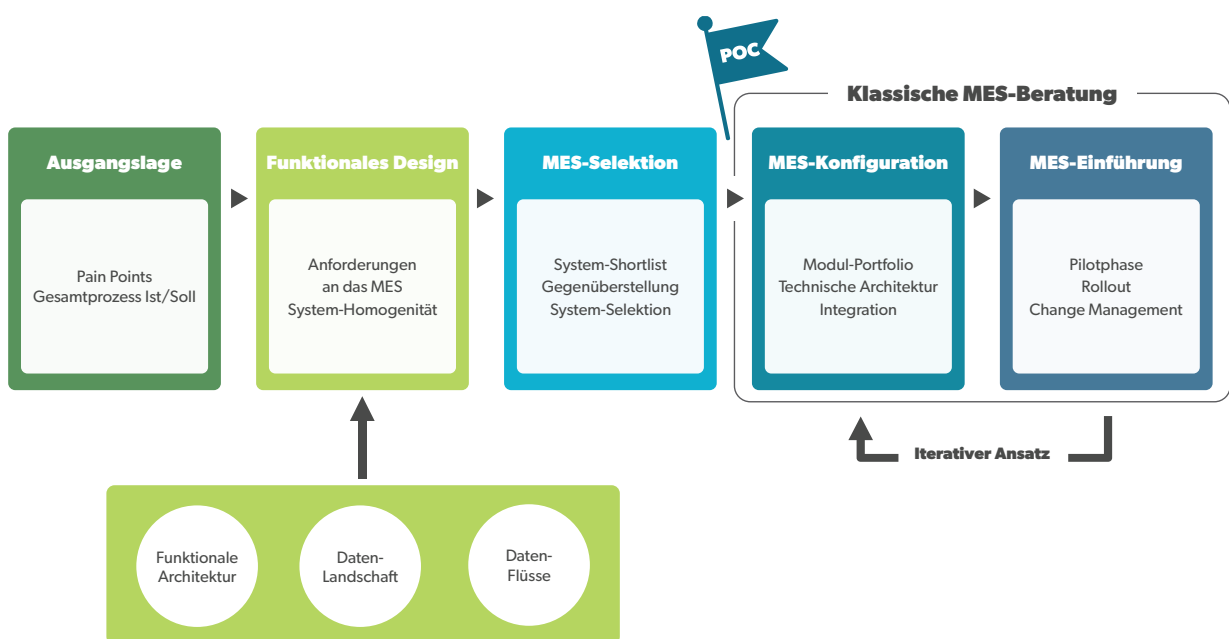 POC
Klassische MES-Beratung
Ausgangslage
Pain Points
Gesamtprozess Ist/Soll
Funktionales Design
Anforderungen
an das MES
System-Homogenität
MES-Selektion
System-Shortlist
Gegenüberstellung
System-Selektion
MES-Konfiguration
Modul-Portfolio
Technische Architektur
Integration
MES-Einführung
Pilotphase
Rollout
Change Management
Iterativer Ansatz
Funktionale
Architektur
Daten-
Landschaft
Daten-
Flüsse